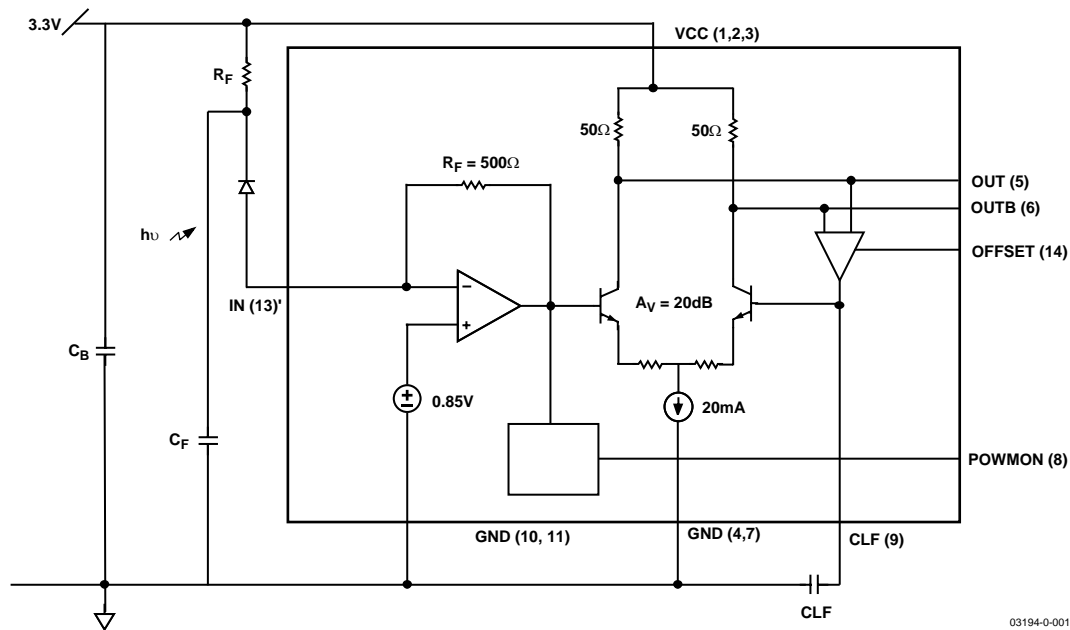 3.3V
VCC (1,2,3)
RF
50Ω
50Ω
RF = 500Ω
OUT (5)
OUTB (6)
hυ
OFFSET (14)
IN (13)'
AV = 20dB
CB
0.85V
20mA
CF
POWMON (8)
GND (10, 11)
GND (4,7)
CLF (9)
CLF
03194-0-001